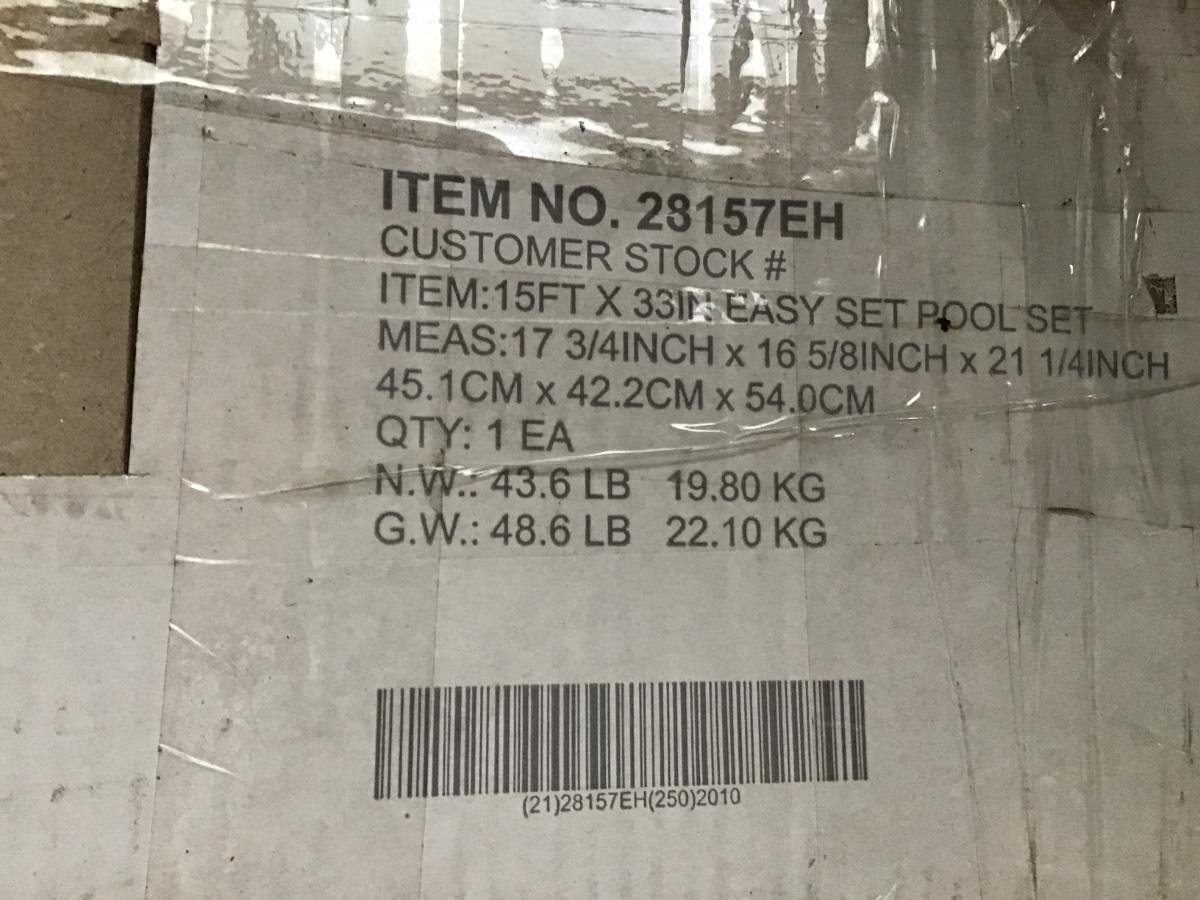 ITEM NO. 28157EH
CUSTOMER STOCK #
ITEM:15FT X 33IN EASY SET POOL SET
MEAS:17 3/4INCH x 16 5/8INCH x 21 1/4INCH
45.1CM x 42.2CM x 54.0CM
QTY: 1 EA
N.W.: 43.6 LB 19.80 KG
G.W.: 48.6 LB 22.10 KG
(21)28157EH(250)2010